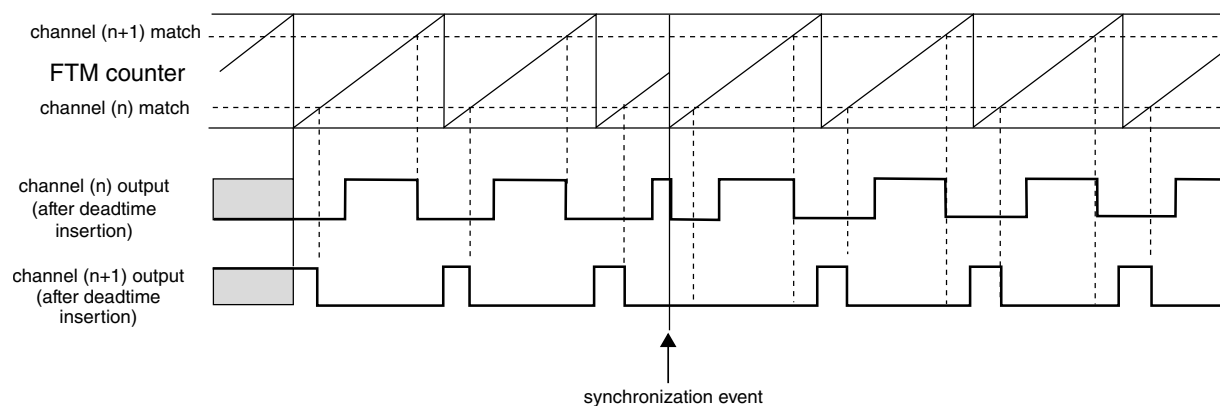 channel (n+1) match
FTM counter
channel (n) match
channel (n) output
(after deadtime
insertion)
channel (n+1) output
(after deadtime
insertion)
synchronization event